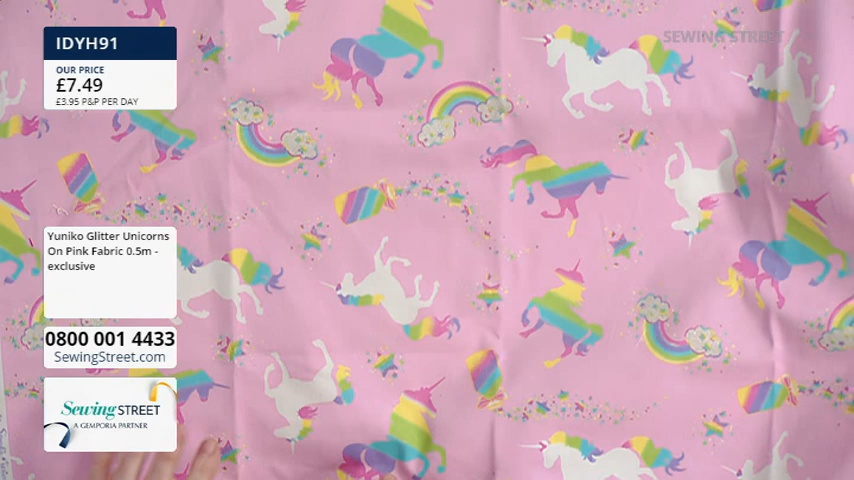 IDYH91
SEWING STREET
OUR PRICE
£7.49
£3.95 P&P PER DAY
Yuniko Glitter Unicorns
On Pink Fabric 0.5m -
exclusive
0800 001 4433
SewingStreet.com
Sewing STREET
A GEMPORIA PARTNER